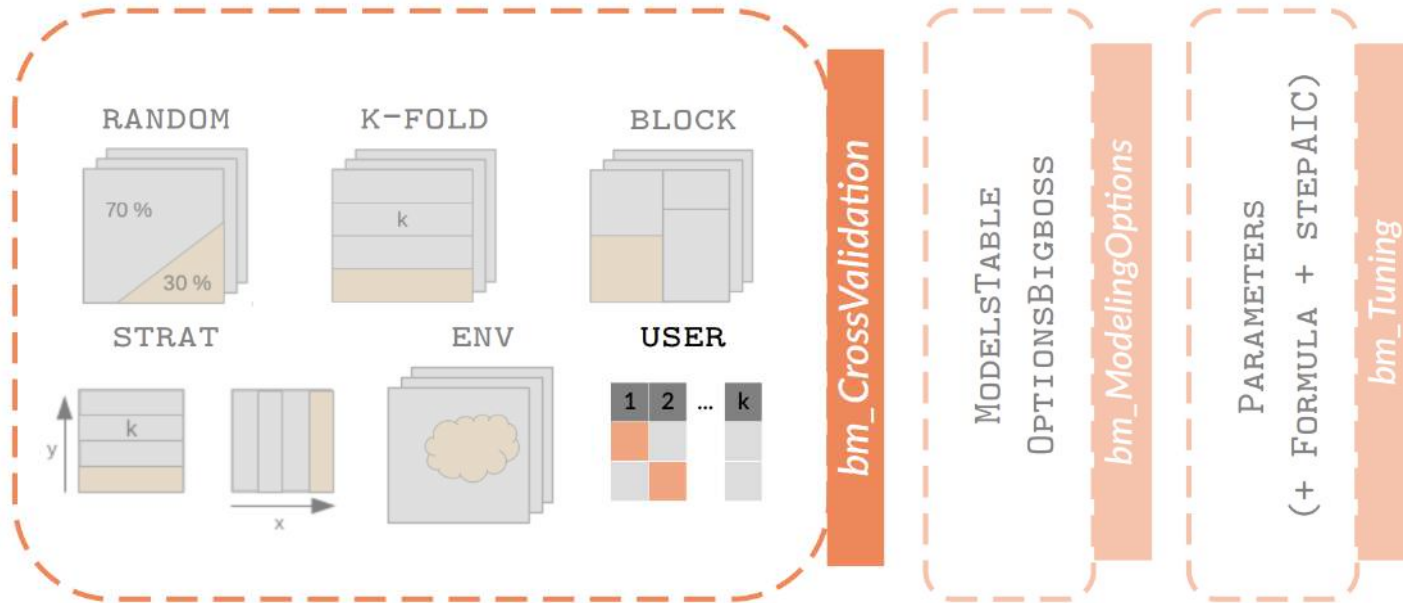 RANDOM
K-FOLD
BLOCK
70 %
30 %
k
STRAT
ENV
USER
k
y
x
1 2 ... k
bm_CrossValidation
MODELSTABLE
OPTIONSBIGBOSS
bm_ModelingOptions
PARAMETERS
(+ FORMULA + STEPAIC)
bm_Tuning